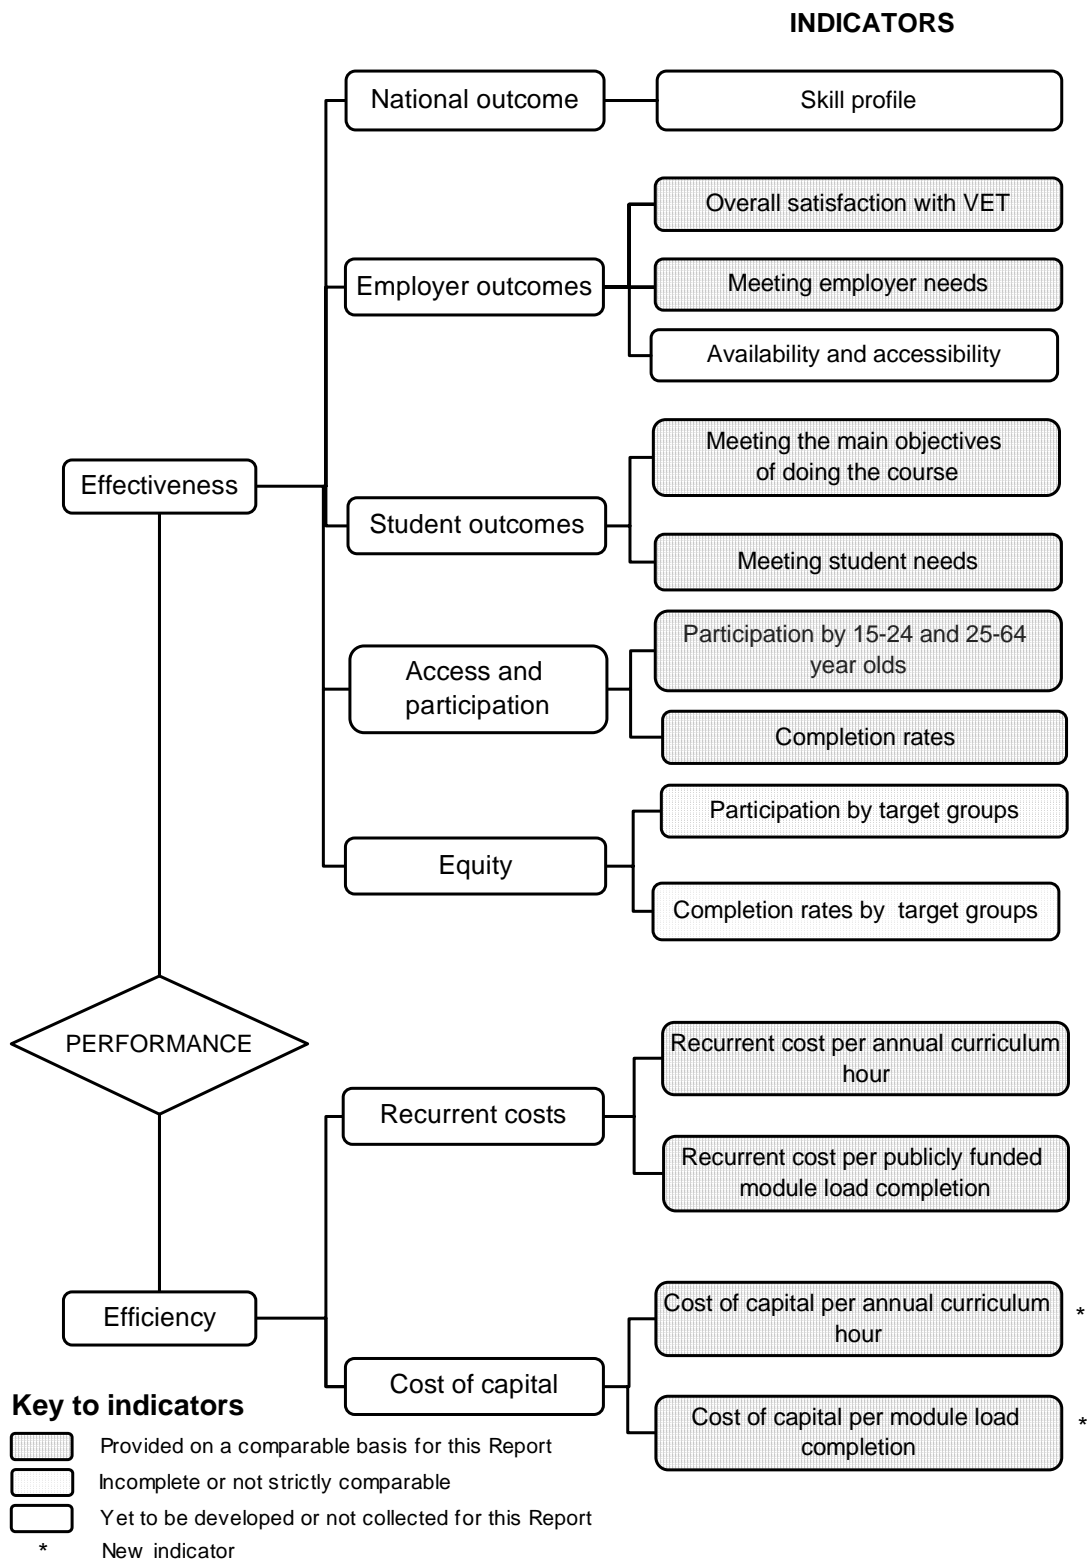 INDICATORS
National outcome
Skill profile
Overall satisfaction with VET
Employer outcomes
Meeting employer needs
Availability and accessibility
Effectiveness
Meeting the main objectives
of doing the course
Student outcomes
Meeting student needs
Access and
participation
Participation by 15-24 and 25-64
year olds
Completion rates
Equity
Participation by target groups
Completion rates by target groups
PERFORMANCE
Recurrent costs
Recurrent cost per annual curriculum
hour
Recurrent cost per publicly funded
module load completion
Efficiency
Cost of capital per annual curriculum
hour
*
Cost of capital
Cost of capital per module load
completion
*
Key to indicators
Provided on a comparable basis for this Report
Incomplete or not strictly comparable
Yet to be developed or not collected for this Report
* New indicator